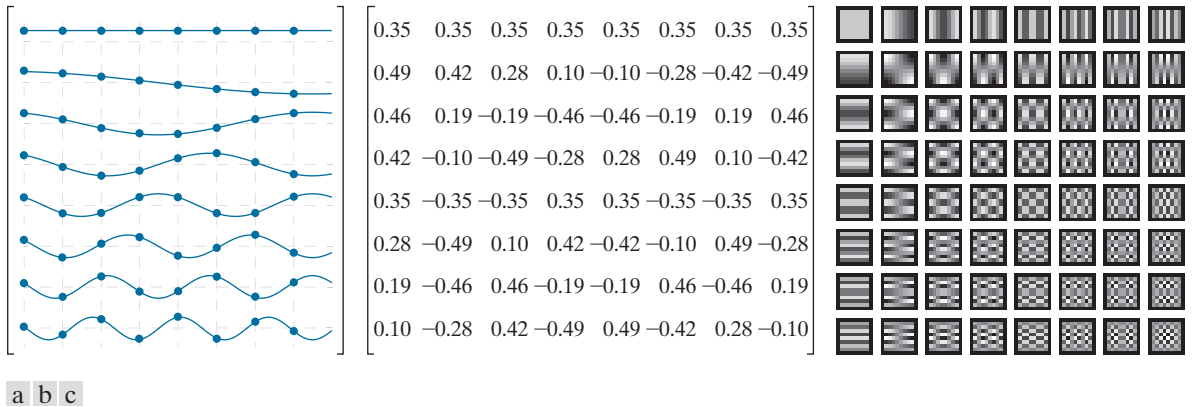 0.35 0.35 0.35 0.35 0.35 0.35 0.35 0.35
0.49 0.42 0.28 0.10 −0.10 −0.28 −0.42 −0.49
0.46 0.19 −0.19 −0.46 −0.46 −0.19 0.19 0.46
0.42 −0.10 −0.49 −0.28 0.28 0.49 0.10 −0.42
0.35 −0.35 −0.35 0.35 0.35 −0.35 −0.35 0.35
0.28 −0.49 0.10 0.42 −0.42 −0.10 0.49 −0.28
0.19 −0.46 0.46 −0.19 −0.19 0.46 −0.46 0.19
0.10 −0.28 0.42 −0.49 0.49 −0.42 0.28 −0.10
a b c